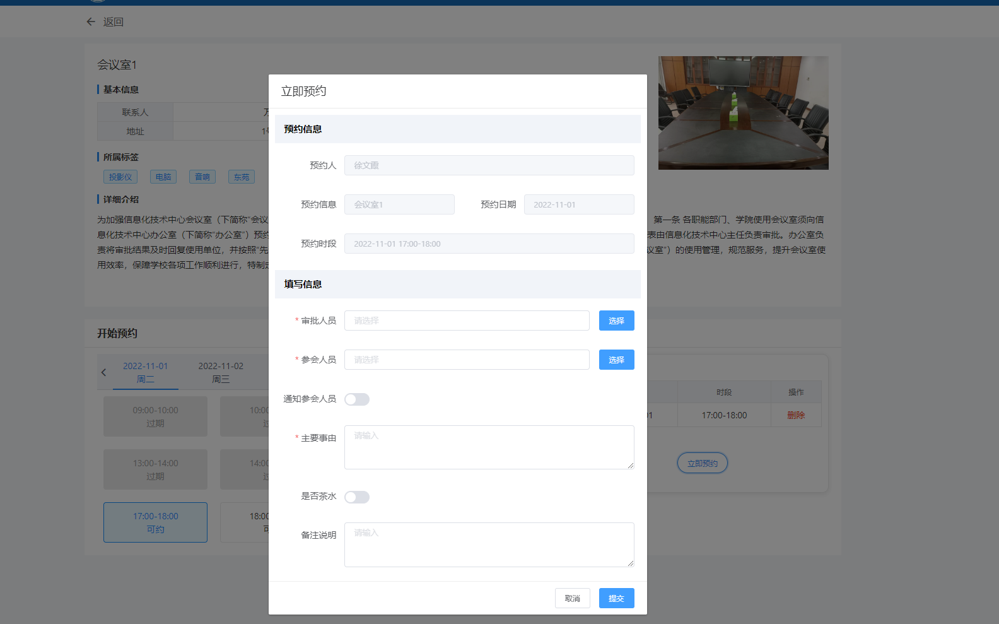 返回
会议室1
基本信息
联系人
地址
所属标签
投影仪 电脑 音响 东苑
详细介绍
为加强信息化技术中心会议室（下简称“会议 第一条 各职能部门、学院使用会议室须向信
息化技术中心办公室（下简称“办公室”）预约 表由信息化技术中心主任负责审批。办公室负
责将审批结果及时回复使用单位，并按照“先 议室”）的使用管理，规范服务，提升会议室使
用效率，保障学校各项工作顺利进行，特制定
开始预约
2022-11-01 2022-11-02
周二 周三
09:00-10:00 10:00
过期
13:00-14:00 14:00
过期
17:00-18:00 18:00
可约
立即预约
预约信息
预约人 徐文霞
预约信息 会议室1 预约日期 2022-11-01
预约时段 2022-11-01 17:00-18:00
填写信息
* 审批人员 请选择 选择
* 参会人员 请选择 选择
通知参会人员
* 主要事由 请输入
是否茶水
备注说明 请输入
取消 提交
时段 操作
01 17:00-18:00 删除
立即预约